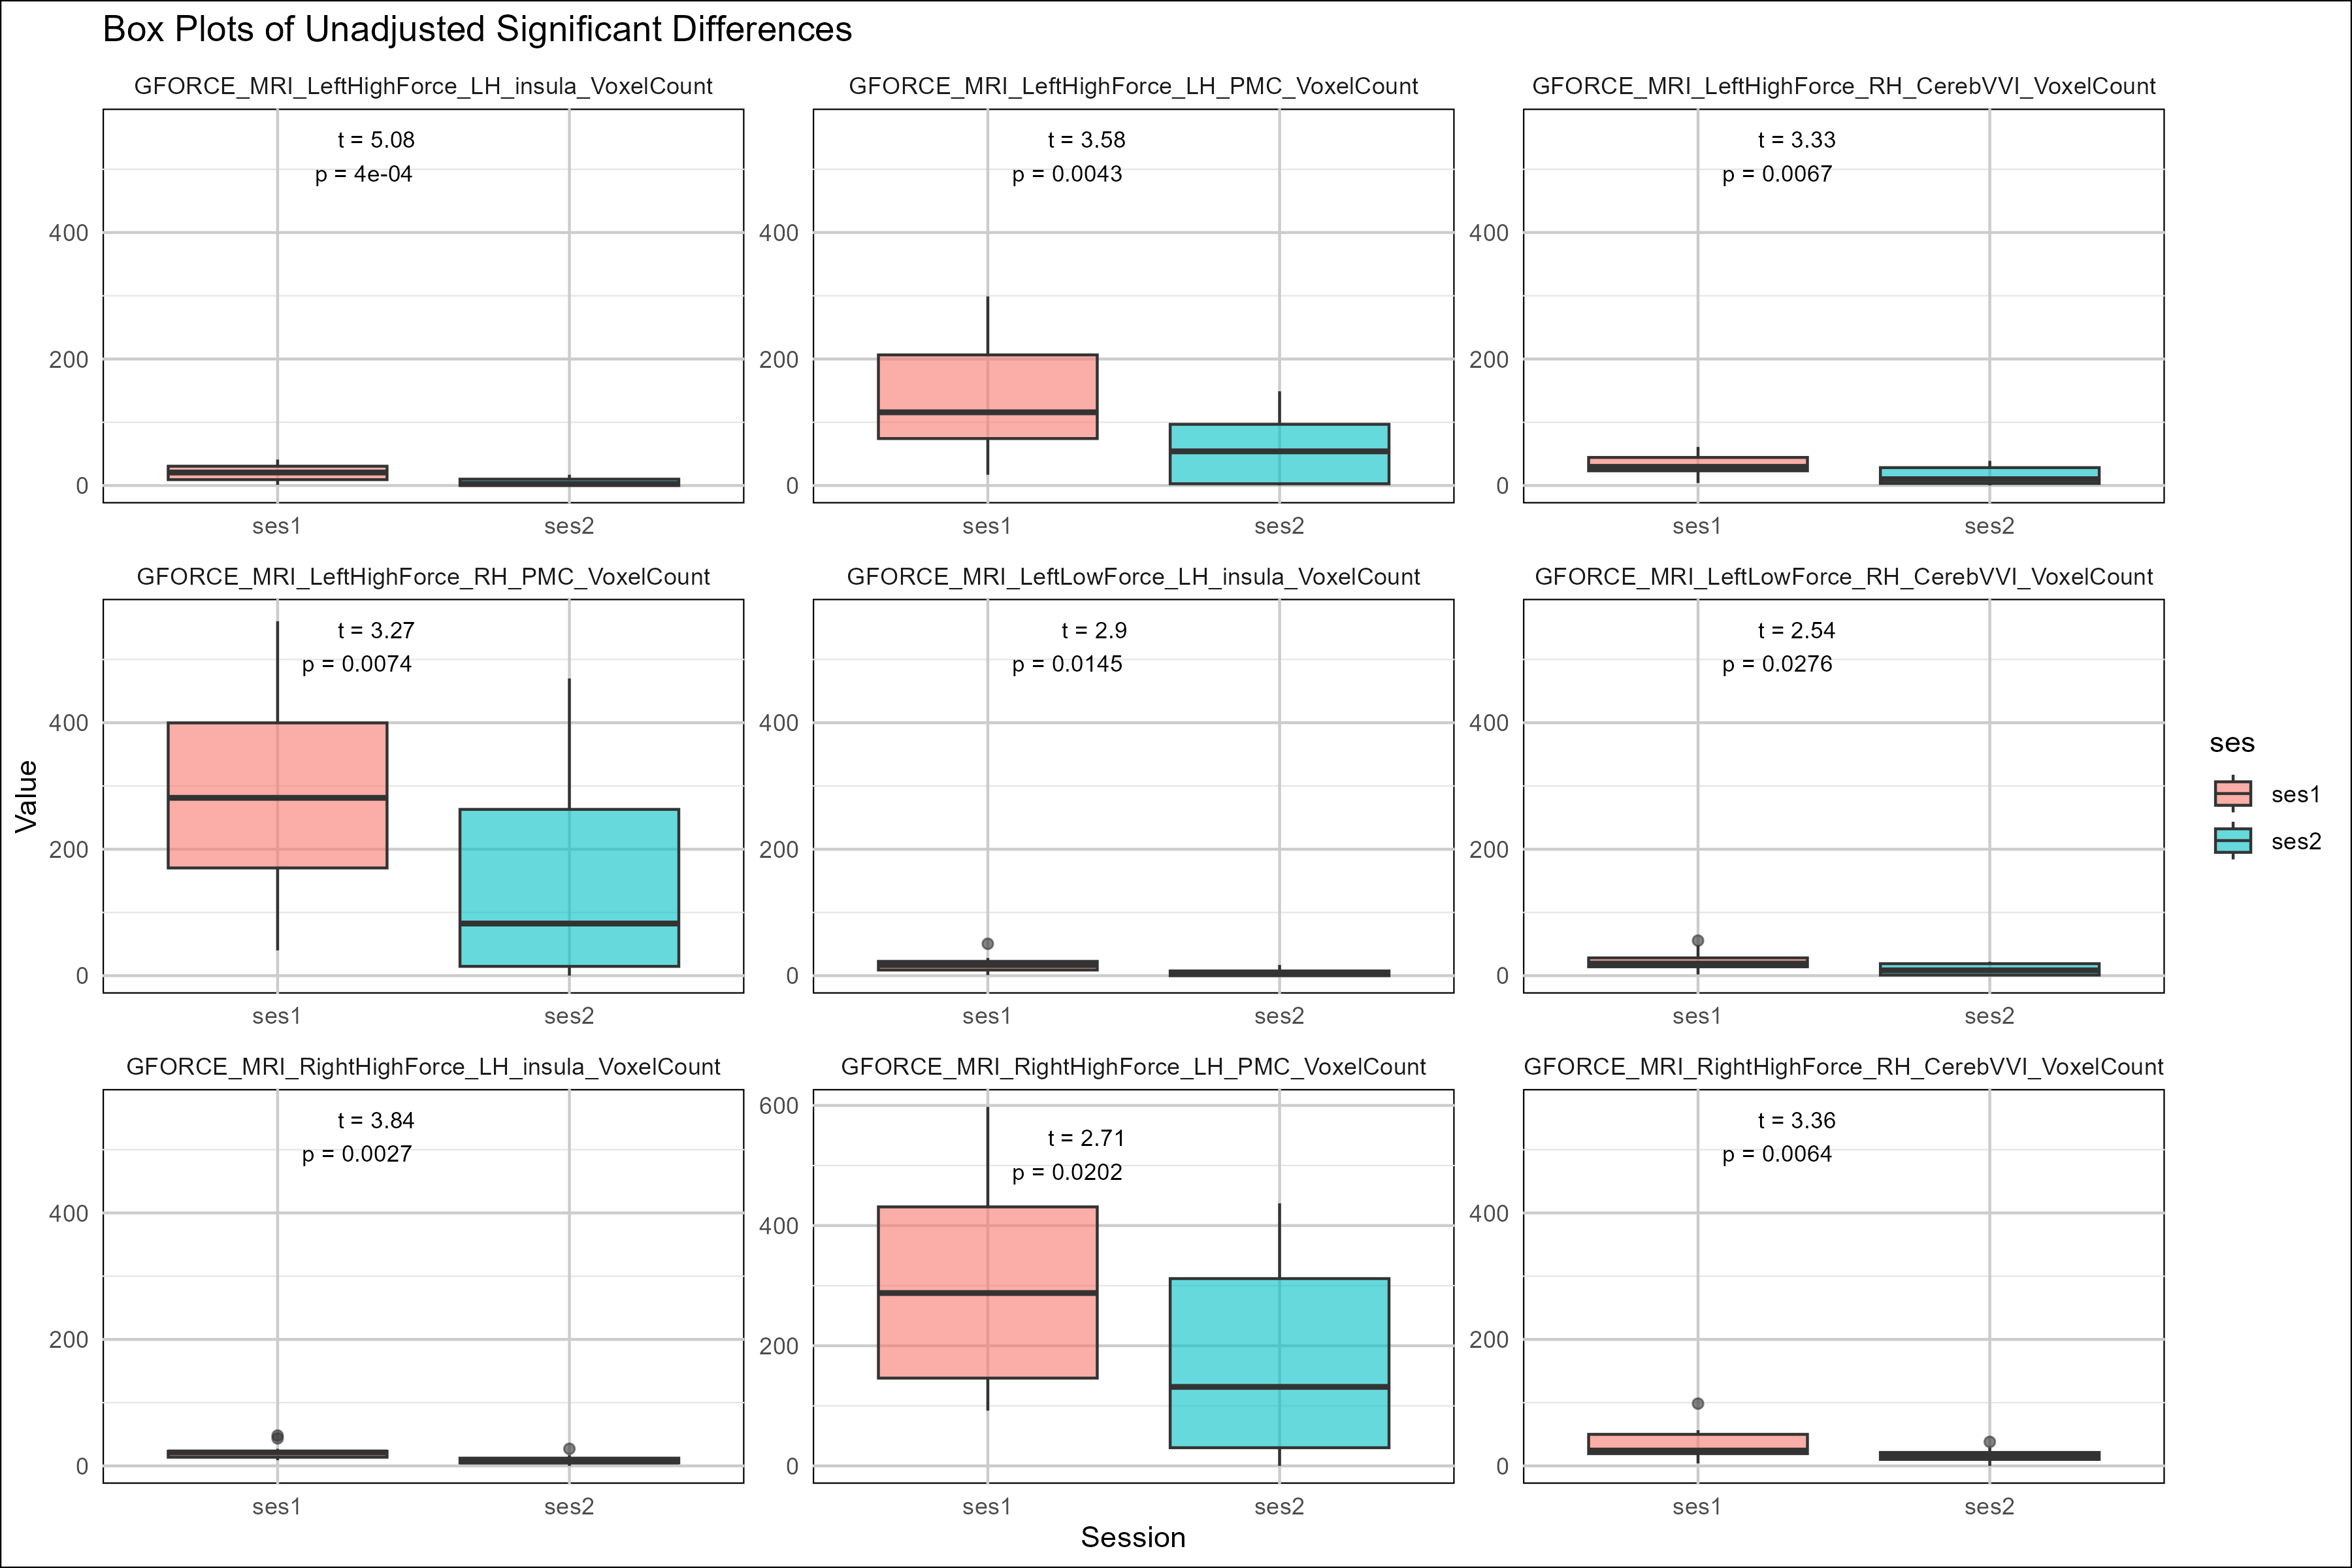 Box Plots of Unadjusted Significant Differences
GFORCE_MRI_LeftHighForce_LH_insula_VoxelCount
t = 5.08
p = 4e-04
400
200
0
ses1 ses2
GFORCE_MRI_LeftHighForce_LH_PMC_VoxelCount
t = 3.58
p = 0.0043
400
200
0
ses1 ses2
GFORCE_MRI_LeftHighForce_RH_CerebVVI_VoxelCount
t = 3.33
p = 0.0067
400
200
0
ses1 ses2
Value
GFORCE_MRI_LeftHighForce_RH_PMC_VoxelCount
t = 3.27
p = 0.0074
400
200
0
ses1 ses2
GFORCE_MRI_LeftLowForce_LH_insula_VoxelCount
t = 2.9
p = 0.0145
400
200
0
ses1 ses2
GFORCE_MRI_LeftLowForce_RH_CerebVVI_VoxelCount
t = 2.54
p = 0.0276
400
200
0
ses1 ses2
ses
ses1
ses2
GFORCE_MRI_RightHighForce_LH_insula_VoxelCount
t = 3.84
p = 0.0027
400
200
0
ses1 ses2
GFORCE_MRI_RightHighForce_LH_PMC_VoxelCount
600
t = 2.71
p = 0.0202
400
200
0
ses1 ses2
GFORCE_MRI_RightHighForce_RH_CerebVVI_VoxelCount
t = 3.36
p = 0.0064
400
200
0
ses1 ses2
Session